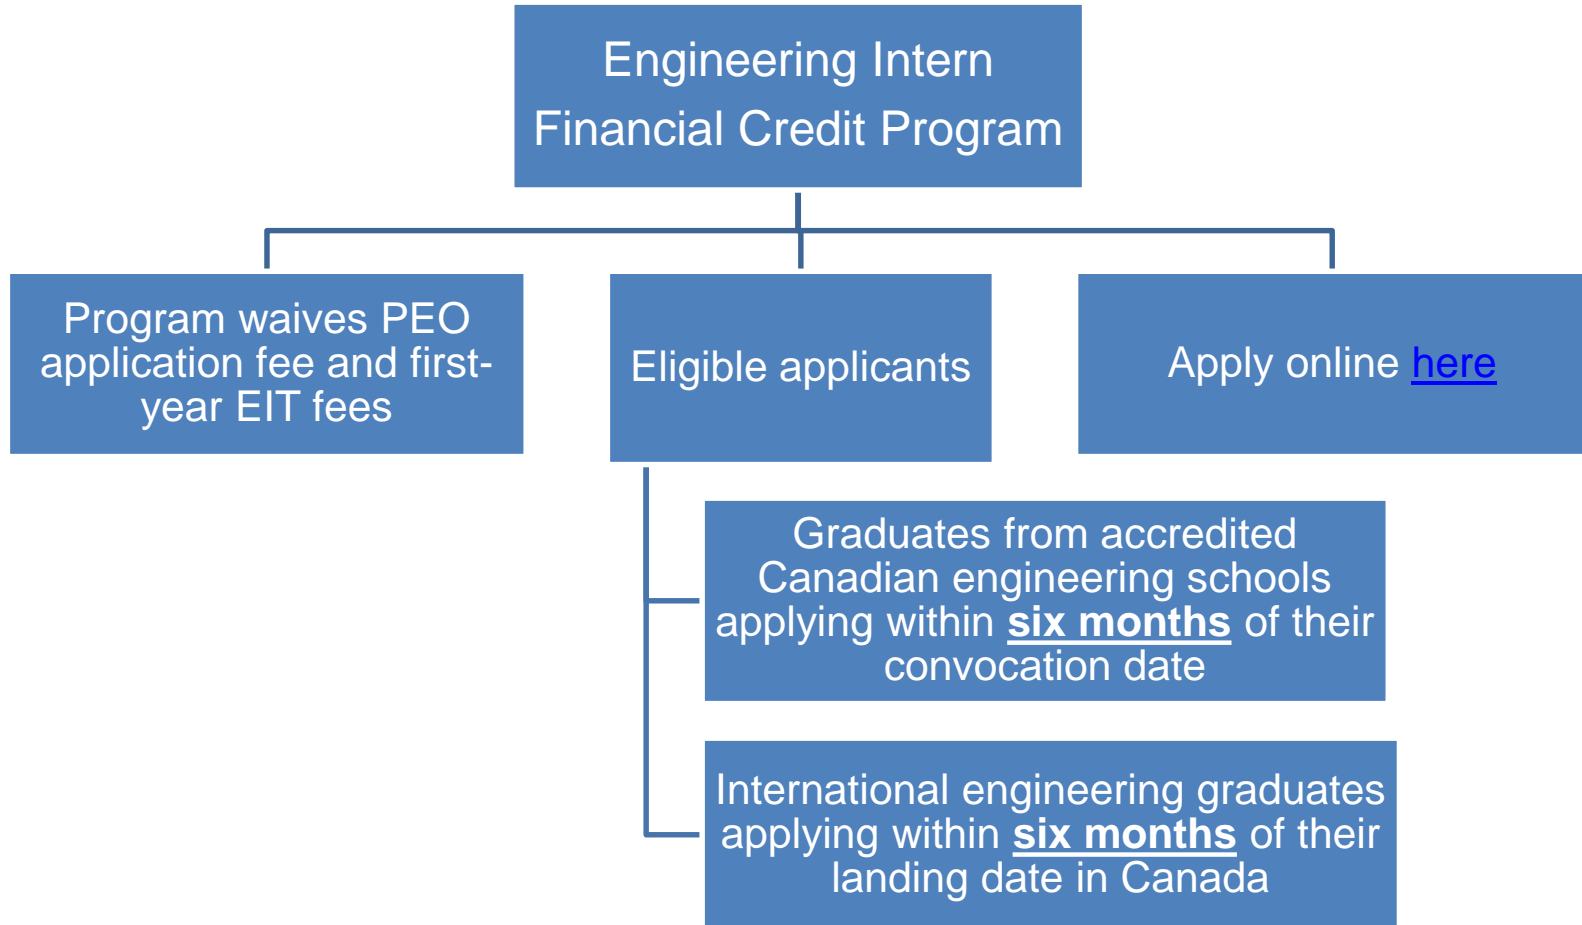 Engineering Intern
Financial Credit Program
Program waives PEO
application fee and first-
year EIT fees
Eligible applicants
Apply online here
Graduates from accredited
Canadian engineering schools
applying within six months of their
convocation date
International engineering graduates
applying within six months of their
landing date in Canada